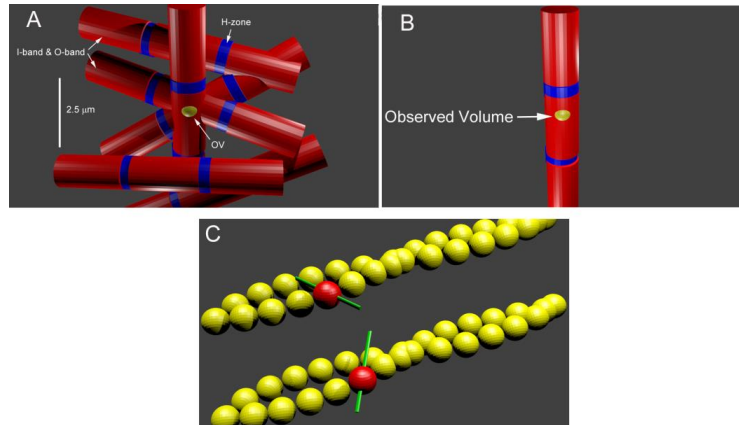 A
H-zone
I-band & O-band
2.5 µm
OV
B
Observed Volume
C